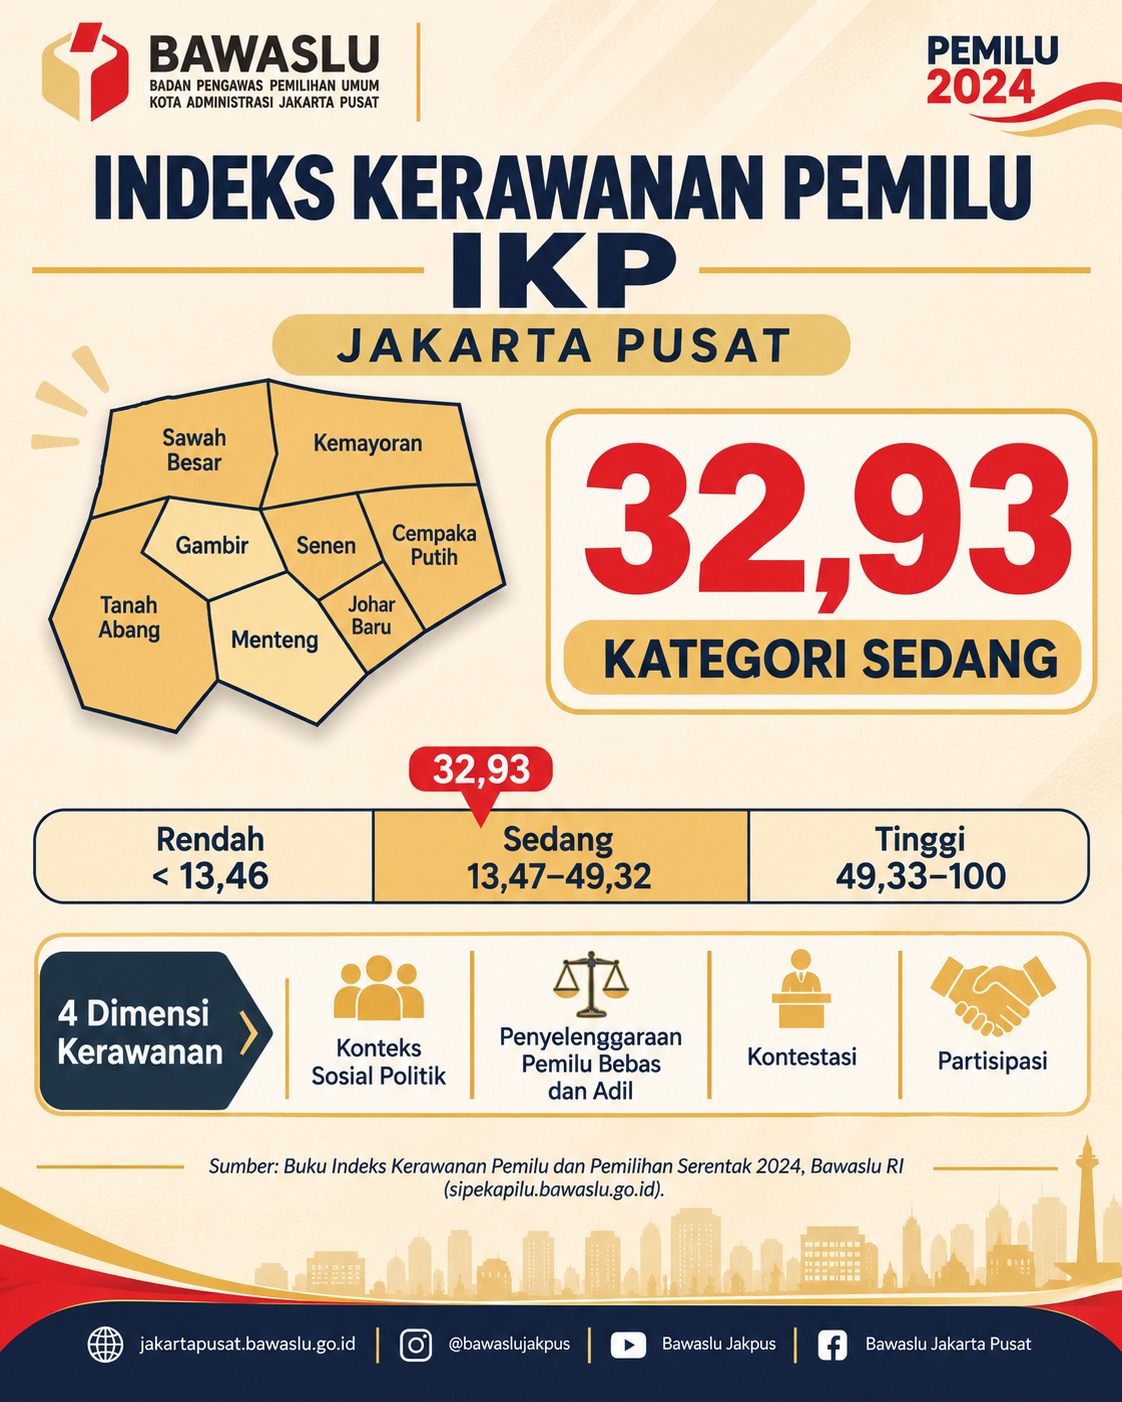 BAWASLU
BADAN PENGAWAS PEMILIHAN UMUM
KOTA ADMINISTRASI JAKARTA PUSAT
PEMILU
2024
INDEKS KERAWANAN PEMILU
IKP
JAKARTA PUSAT
Sawah
Besar
Kemayoran
Gambir
Senen
Cempaka
Putih
Tanah
Abang
Menteng
Johar
Baru
32,93
KATEGORI SEDANG
32,93
Rendah
< 13,46
Sedang
13,47–49,32
Tinggi
49,33–100
4 Dimensi
Kerawanan
Konteks
Sosial Politik
Penyelenggaraan
Pemilu Bebas
dan Adil
Kontestasi
Partisipasi
Sumber: Buku Indeks Kerawanan Pemilu dan Pemilihan Serentak 2024, Bawaslu RI
(sipekapilu.bawaslu.go.id).
jakartapusat.bawaslu.go.id
@bawaslujakpus
Bawaslu Jakpus
Bawaslu Jakarta Pusat